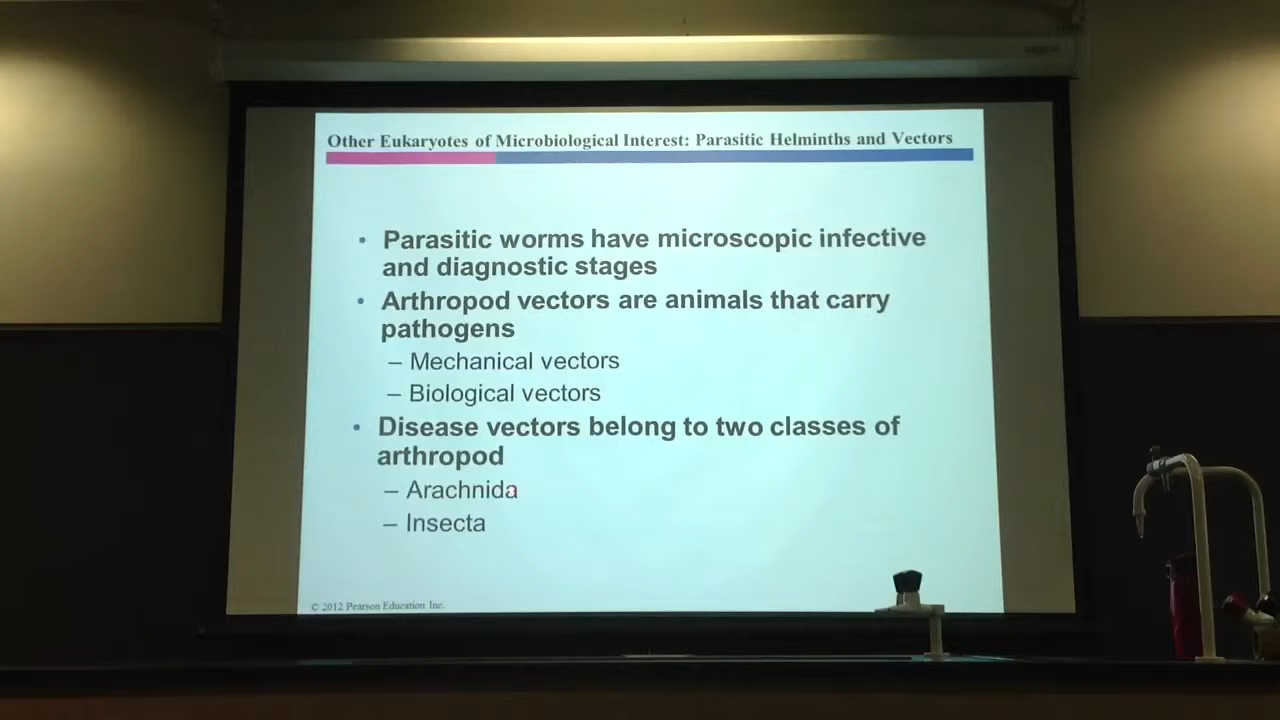 Other Eukaryotes of Microbiological Interest: Parasitic Helminths and Vectors
• Parasitic worms have microscopic infective
and diagnostic stages
• Arthropod vectors are animals that carry
pathogens
– Mechanical vectors
– Biological vectors
• Disease vectors belong to two classes of
arthropod
– Arachnida
– Insecta
© 2012 Pearson Education Inc.